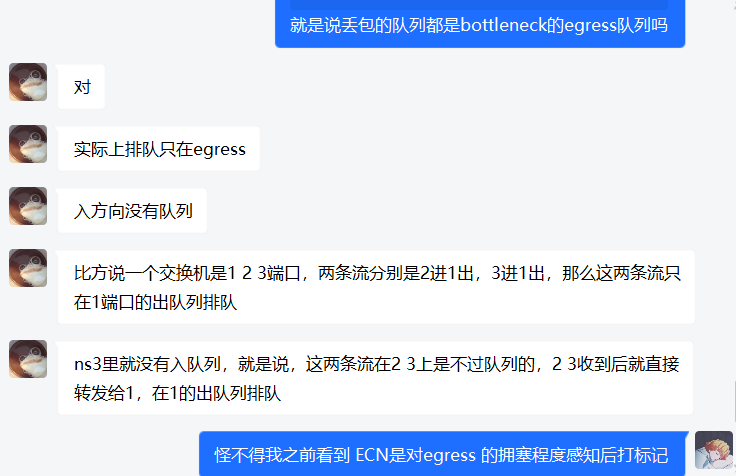 就是说丢包的队列都是bottleneck的egress队列吗
对
实际上排队只在egress
入方向没有队列
比方说一个交换机是1 2 3端口，两条流分别是2进1出，3进1出，那么这两条流只
在1端口的出队列排队
ns3里就没有入队列，就是说，这两条流在2 3上是不过队列的，2 3收到后就直接
转发给1，在1的出队列排队
怪不得我之前看到 ECN是对egress 的拥塞程度感知后打标记